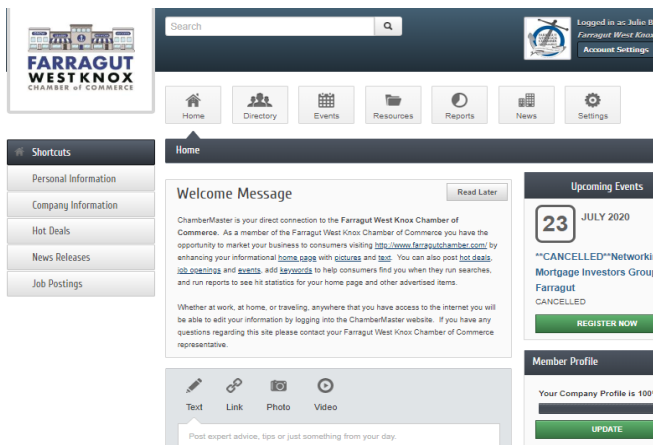 FARRAGUT
WEST KNOX
CHAMBER of COMMERCE
Search
Logged in as Julie B
Farragut West Knox
Account Settings
Home
Directory
Events
Resources
Reports
News
Settings
Shortcuts
Personal Information
Company Information
Hot Deals
News Releases
Job Postings
Home
Welcome Message
Read Later
ChamberMaster is your direct connection to the Farragut West Knox Chamber of
Commerce. As a member of the Farragut West Knox Chamber of Commerce you have the
opportunity to market your business to consumers visiting http://www.farragutchamber.com/ by
enhancing your informational home page with pictures and text. You can also post hot deals,
job openings and events, add keywords to help consumers find you when they run searches,
and run reports to see hit statistics for your home page and other advertised items.
Whether at work, at home, or traveling, anywhere that you have access to the internet you will
be able to edit your information by logging into the ChamberMaster website. If you have any
questions regarding this site please contact your Farragut West Knox Chamber of Commerce
representative.
Text
Link
Photo
Video
Post expert advice, tips or just something from your day.
Upcoming Events
23
JULY 2020
**CANCELLED**Networki
Mortgage Investors Group
Farragut
CANCELLED
REGISTER NOW
Member Profile
Your Company Profile is 100%
UPDATE